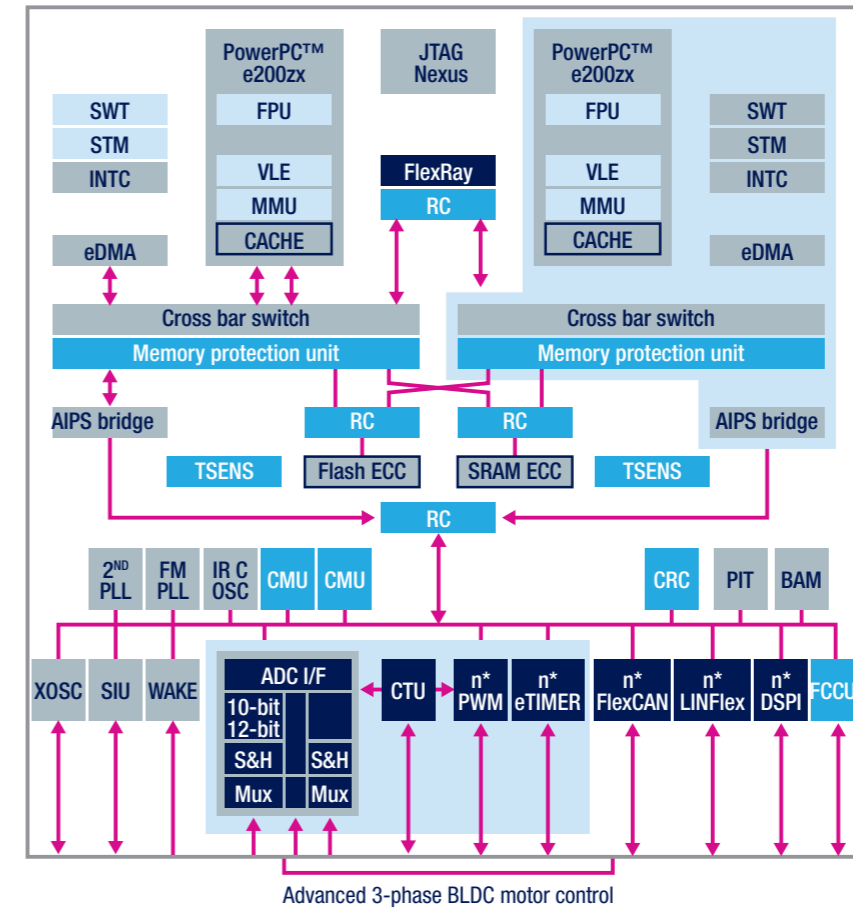 PowerPC™
e200zx
JTAG
Nexus
PowerPC™
e200zx
SWT
FPU
FPU
SWT
STM
STM
INTC
VLE
FlexRay
VLE
INTC
MMU
RC
MMU
CACHE
CACHE
eDMA
eDMA
Cross bar switch
Cross bar switch
Memory protection unit
Memory protection unit
AIPS bridge
RC
RC
AIPS bridge
TSENS
Flash ECC
SRAM ECC
TSENS
RC
2ND
PLL
FM
PLL
IR C
OSC
CMU
CMU
CRC
PIT
BAM
XOSC
SIU
WAKE
ADC I/F
10-bit
12-bit
S&H
S&H
Mux
Mux
CTU
n*
PWM
n*
eTIMER
n*
FlexCAN
n*
LINFlex
n*
DSPI
FCCU
Advanced 3-phase BLDC motor control